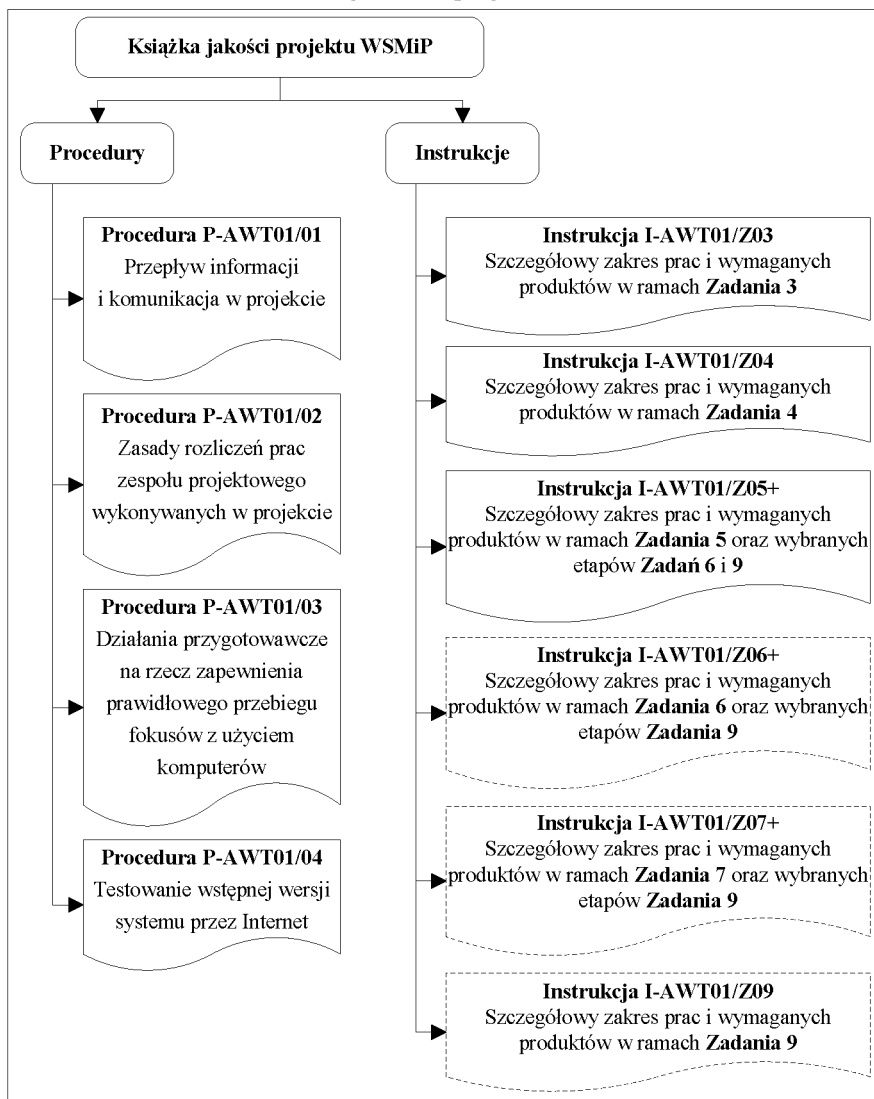 Książka jakości projektu WSMiP
Procedury
Procedura P-AWT01/01
Przepływ informacji
i komunikacja w projekcie
Procedura P-AWT01/02
Zasady rozliczeń prac
zespołu projektowego
wykonywanych w projekcie
Procedura P-AWT01/03
Działania przygotowawcze
na rzecz zapewnienia
prawidłowego przebiegu
fokusów z użyciem
komputerów
Procedura P-AWT01/04
Testowanie wstępnej wersji
systemu przez Internet
Instrukcje
Instrukcja I-AWT01/Z03
Szczegółowy zakres prac i wymaganych
produktów w ramach Zadania 3
Instrukcja I-AWT01/Z04
Szczegółowy zakres prac i wymaganych
produktów w ramach Zadania 4
Instrukcja I-AWT01/Z05+
Szczegółowy zakres prac i wymaganych
produktów w ramach Zadania 5 oraz wybranych
etapów Zadań 6 i 9
Instrukcja I-AWT01/Z06+
Szczegółowy zakres prac i wymaganych
produktów w ramach Zadania 6 oraz wybranych
etapów Zadania 9
Instrukcja I-AWT01/Z07+
Szczegółowy zakres prac i wymaganych
produktów w ramach Zadania 7 oraz wybranych
etapów Zadania 9
Instrukcja I-AWT01/Z09
Szczegółowy zakres prac i wymaganych
produktów w ramach Zadania 9